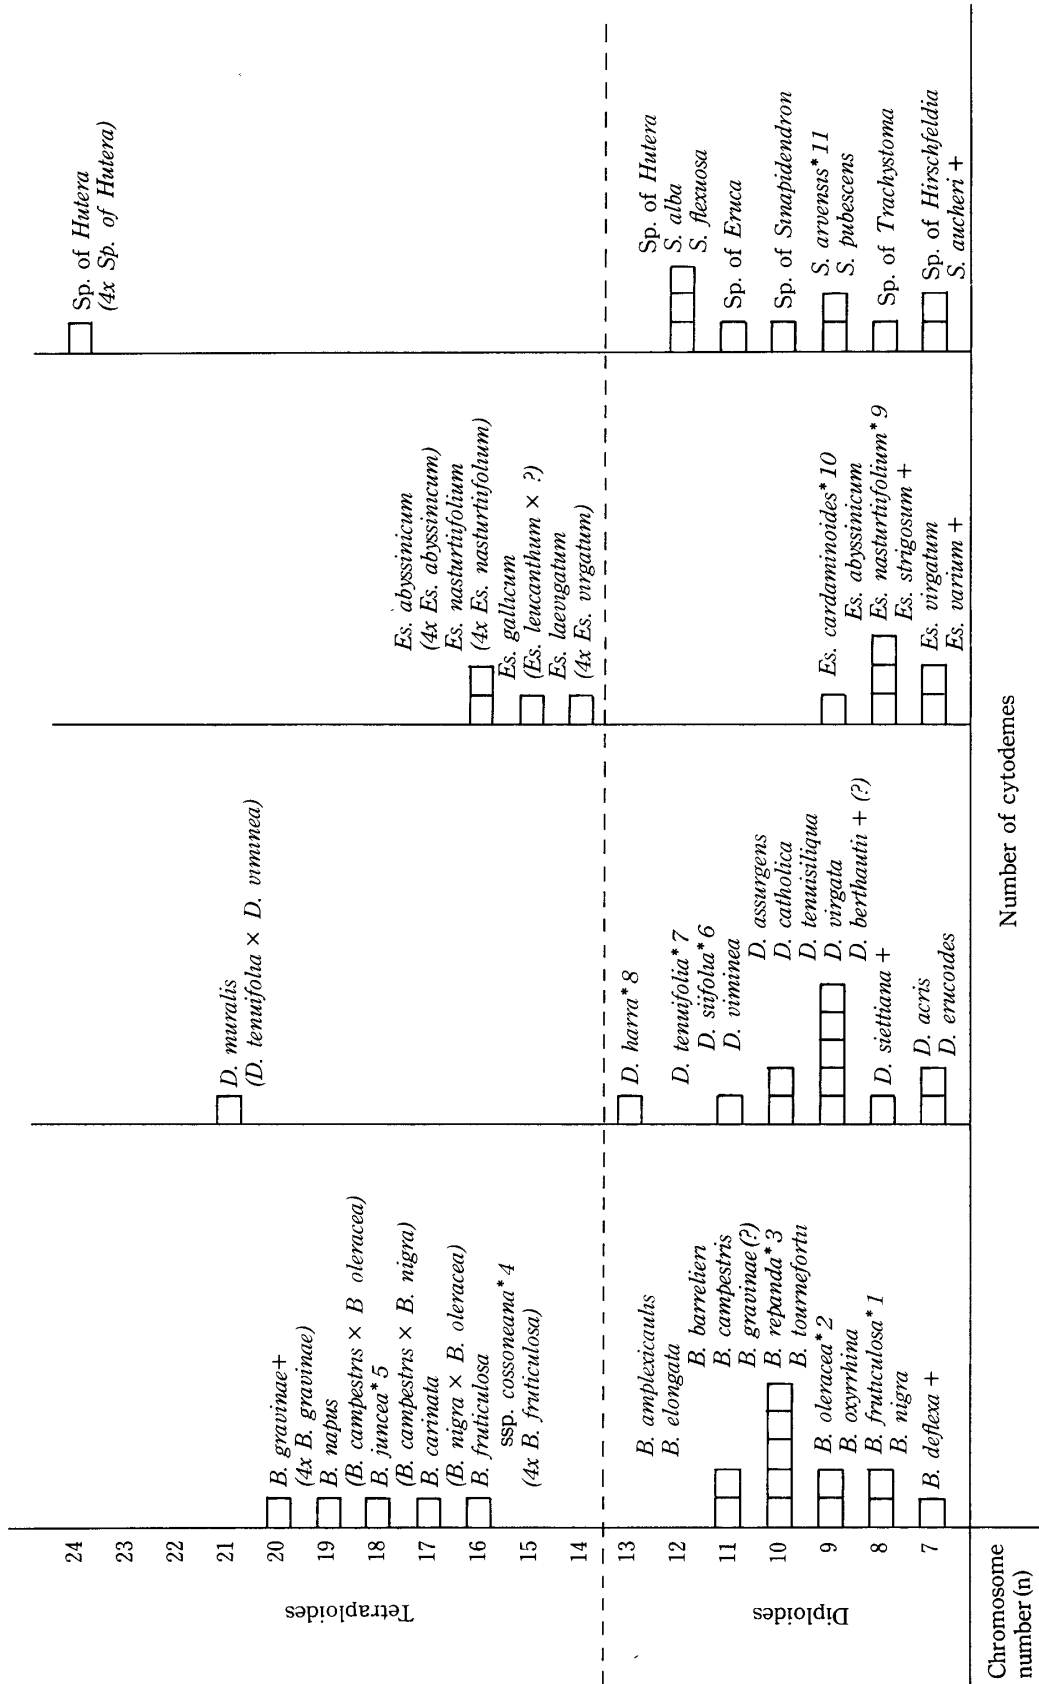 24
23
22
21
20
19
18
17
16
15
14
13
12
11
10
9
8
7
Tetraploides
Diploides
Chromosome
number (n)
B. gravinae+
(4x B. gravinae)
B. napus
(B. campestris × B oleracea)
B. juncea*5
(B. campestris × B. nigra)
B. carinata
(B. nigra × B. oleracea)
B. fruticulosa
ssp. cossoneana*4
(4x B. fruticulosa)
B. amplexicaulis
B. elongata
B. barrelieri
B. campestris
B. gravinae(?)
B. repanda*3
B. tournefortu
B. oleracea*2
B. oxyrrhina
B. fruticulosa*1
B. nigra
B. deflexa +
D. muralis
(D. tenuifolia × D. viminea)
D. harra*8
D. tenuifolia*7
D. siifolia*6
D. viminea
D. assurgens
D. catholica
D. tenuisiliqua
D. virgata
D. berthautii + (?)
D. siettiana +
D. acris
D. erucoides
Es. abyssinicum
(4x Es. abyssinicum)
Es. nasturtiifolium
(4x Es. nasturtiifolium)
Es. gallicum
(Es. leucanthum × ?)
Es. laevigatum
(4x Es. virgatum)
Es. cardaminoides*10
Es. abyssinicum
Es. nasturtiifolium*9
Es. strigosum +
Es. virgatum
Es. varium +
Sp. of Hutera
(4x Sp. of Hutera)
Sp. of Hutera
S. alba
S. flexuosa
Sp. of Eruca
Sp. of Sinapidendron
S. arvensis*11
S. pubescens
Sp. of Trachystoma
Sp. of Hirschfeldia
S. aucheri +
Number of cytodemes